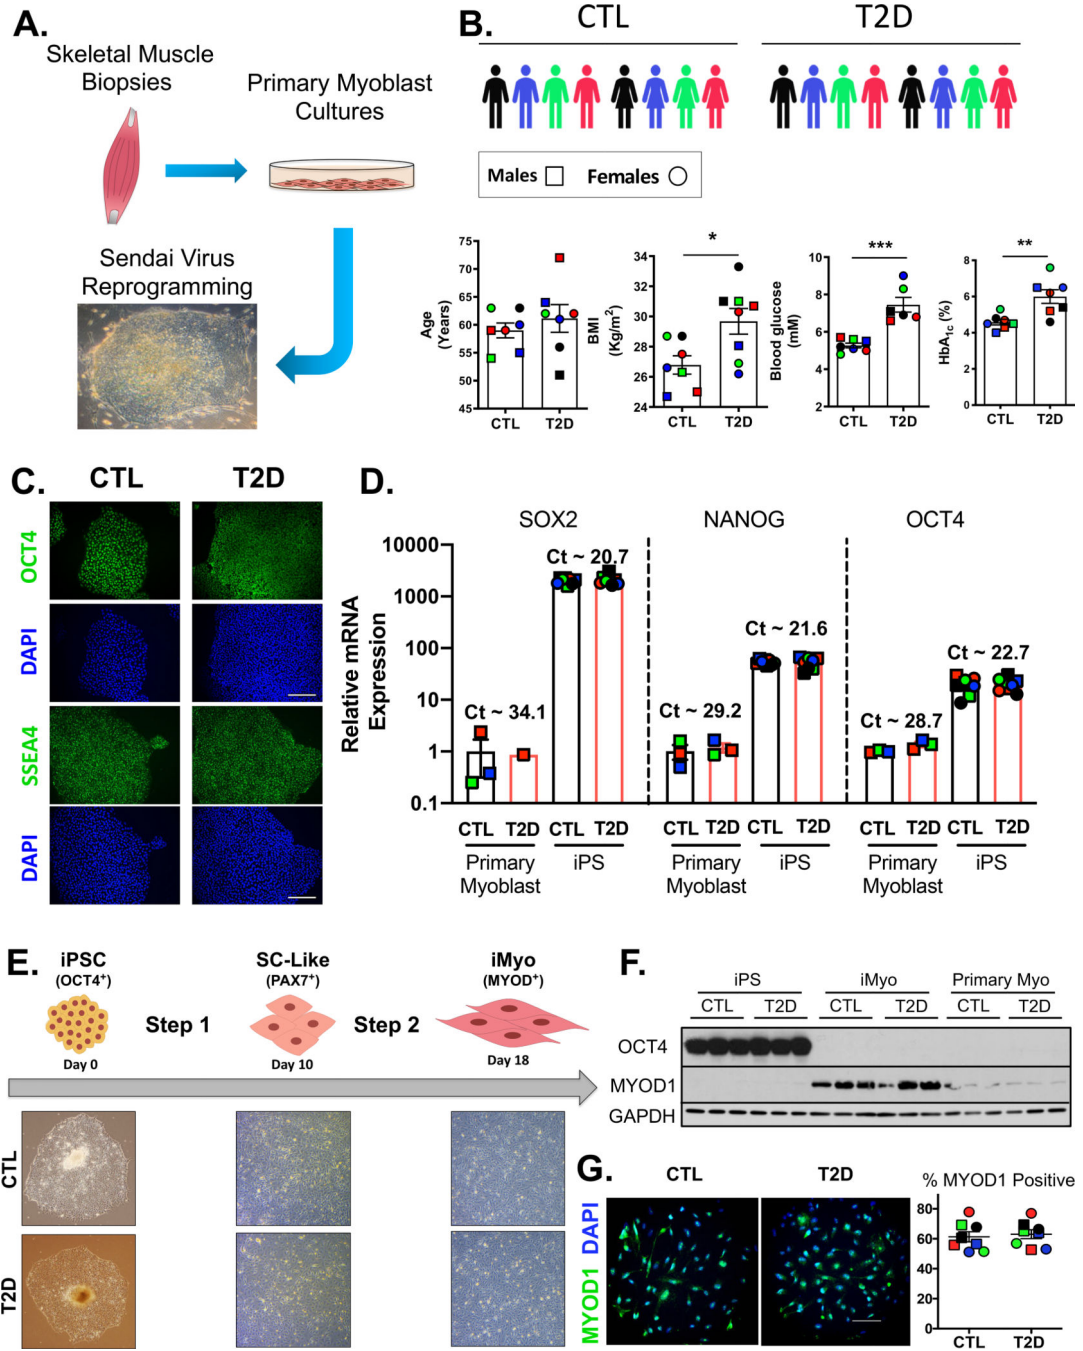 A.
Skeletal Muscle
Biopsies
Primary Myoblast
Cultures
Sendai Virus
Reprogramming
B.
CTL
T2D
Males
Females
75
70
65
60
55
50
45
Age
(Years)
CTL
T2D
*
34
32
30
28
26
24
BMI
(Kg/m²)
CTL
T2D
***
10
8
6
4
2
Blood glucose
(mM)
CTL
T2D
**
8
6
4
2
0
HbA1c (%)
CTL
T2D
C.
CTL
T2D
OCT4
DAPI
SSEA4
DAPI
D.
SOX2
NANOG
OCT4
10000
1000
100
10
1
0.1
Relative mRNA
Expression
Ct ~ 34.1
Ct ~ 20.7
Ct ~ 29.2
Ct ~ 21.6
Ct ~ 28.7
Ct ~ 22.7
CTL T2D CTL T2D
CTL T2D CTL T2D
CTL T2D CTL T2D
Primary
Myoblast
iPS
Primary
Myoblast
iPS
Primary
Myoblast
iPS
E.
iPSC
(OCT4⁺)
SC-Like
(PAX7⁺)
iMyo
(MYOD⁺)
Step 1
Step 2
Day 0
Day 10
Day 18
CTL
T2D
F.
iPS
iMyo
Primary Myo
CTL T2D CTL T2D CTL T2D
OCT4
MYOD1
GAPDH
G.
CTL
T2D
MYOD1 DAPI
% MYOD1 Positive
80
60
40
20
0
CTL
T2D